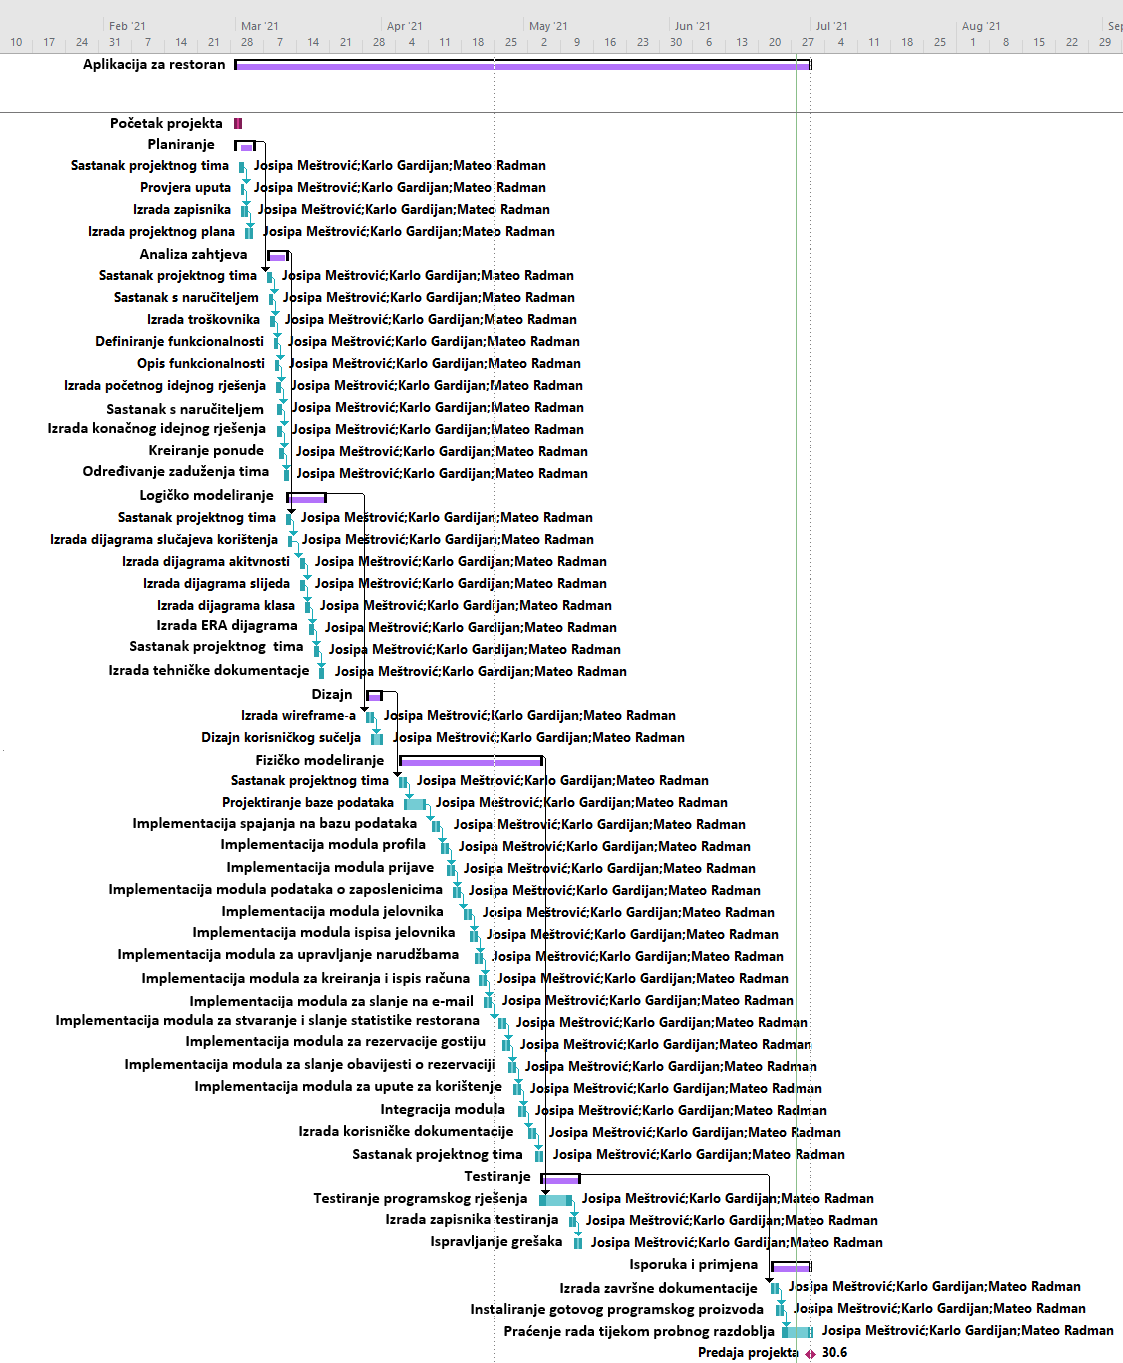 Feb '21 Mar '21 Apr '21 May '21 Jun '21 Jul '21 Aug '21 Sep
10 17 24 31 7 14 21 28 7 14 21 28 4 11 18 25 2 9 16 23 30 6 13 20 27 4 11 18 25 1 8 15 22 29
Aplikacija za restoran
Početak projekta
Planiranje
Sastanak projektnog tima Josipa Meštrović;Karlo Gardijan;Mateo Radman
Provjera uputa Josipa Meštrović;Karlo Gardijan;Mateo Radman
Izrada zapisnika Josipa Meštrović;Karlo Gardijan;Mateo Radman
Izrada projektnog plana Josipa Meštrović;Karlo Gardijan;Mateo Radman
Analiza zahtjeva
Sastanak projektnog tima Josipa Meštrović;Karlo Gardijan;Mateo Radman
Sastanak s naručiteljem Josipa Meštrović;Karlo Gardijan;Mateo Radman
Izrada troškovnika Josipa Meštrović;Karlo Gardijan;Mateo Radman
Definiranje funkcionalnosti Josipa Meštrović;Karlo Gardijan;Mateo Radman
Opis funkcionalnosti Josipa Meštrović;Karlo Gardijan;Mateo Radman
Izrada početnog idejnog rješenja Josipa Meštrović;Karlo Gardijan;Mateo Radman
Sastanak s naručiteljem Josipa Meštrović;Karlo Gardijan;Mateo Radman
Izrada konačnog idejnog rješenja Josipa Meštrović;Karlo Gardijan;Mateo Radman
Kreiranje ponude Josipa Meštrović;Karlo Gardijan;Mateo Radman
Određivanje zaduženja tima Josipa Meštrović;Karlo Gardijan;Mateo Radman
Logičko modeliranje
Sastanak projektnog tima Josipa Meštrović;Karlo Gardijan;Mateo Radman
Izrada dijagrama slučajeva korištenja Josipa Meštrović;Karlo Gardijan;Mateo Radman
Izrada dijagrama akitvnosti Josipa Meštrović;Karlo Gardijan;Mateo Radman
Izrada dijagrama slijeda Josipa Meštrović;Karlo Gardijan;Mateo Radman
Izrada dijagrama klasa Josipa Meštrović;Karlo Gardijan;Mateo Radman
Izrada ERA dijagrama Josipa Meštrović;Karlo Gardijan;Mateo Radman
Sastanak projektnog tima Josipa Meštrović;Karlo Gardijan;Mateo Radman
Izrada tehničke dokumentacje Josipa Meštrović;Karlo Gardijan;Mateo Radman
Dizajn
Izrada wireframe-a Josipa Meštrović;Karlo Gardijan;Mateo Radman
Dizajn korisničkog sučelja Josipa Meštrović;Karlo Gardijan;Mateo Radman
Fizičko modeliranje
Sastanak projektnog tima Josipa Meštrović;Karlo Gardijan;Mateo Radman
Projektiranje baze podataka Josipa Meštrović;Karlo Gardijan;Mateo Radman
Implementacija spajanja na bazu podataka Josipa Meštrović;Karlo Gardijan;Mateo Radman
Implementacija modula profila Josipa Meštrović;Karlo Gardijan;Mateo Radman
Implementacija modula prijave Josipa Meštrović;Karlo Gardijan;Mateo Radman
Implementacija modula podataka o zaposlenicima Josipa Meštrović;Karlo Gardijan;Mateo Radman
Implementacija modula jelovnika Josipa Meštrović;Karlo Gardijan;Mateo Radman
Implementacija modula ispisa jelovnika Josipa Meštrović;Karlo Gardijan;Mateo Radman
Implementacija modula za upravljanje narudžbama Josipa Meštrović;Karlo Gardijan;Mateo Radman
Implementacija modula za kreiranja i ispis računa Josipa Meštrović;Karlo Gardijan;Mateo Radman
Implementacija modula za slanje na e-mail Josipa Meštrović;Karlo Gardijan;Mateo Radman
Implementacija modula za stvaranje i slanje statistike restorana Josipa Meštrović;Karlo Gardijan;Mateo Radman
Implementacija modula za rezervacije gostiju Josipa Meštrović;Karlo Gardijan;Mateo Radman
Implementacija modula za slanje obavijesti o rezervaciji Josipa Meštrović;Karlo Gardijan;Mateo Radman
Implementacija modula za upute za korištenje Josipa Meštrović;Karlo Gardijan;Mateo Radman
Integracija modula Josipa Meštrović;Karlo Gardijan;Mateo Radman
Izrada korisničke dokumentacije Josipa Meštrović;Karlo Gardijan;Mateo Radman
Sastanak projektnog tima Josipa Meštrović;Karlo Gardijan;Mateo Radman
Testiranje
Testiranje programskog rješenja Josipa Meštrović;Karlo Gardijan;Mateo Radman
Izrada zapisnika testiranja Josipa Meštrović;Karlo Gardijan;Mateo Radman
Ispravljanje grešaka Josipa Meštrović;Karlo Gardijan;Mateo Radman
Isporuka i primjena
Izrada završne dokumentacije Josipa Meštrović;Karlo Gardijan;Mateo Radman
Instaliranje gotovog programskog proizvoda Josipa Meštrović;Karlo Gardijan;Mateo Radman
Praćenje rada tijekom probnog razdoblja Josipa Meštrović;Karlo Gardijan;Mateo Radman
Predaja projekta 30.6